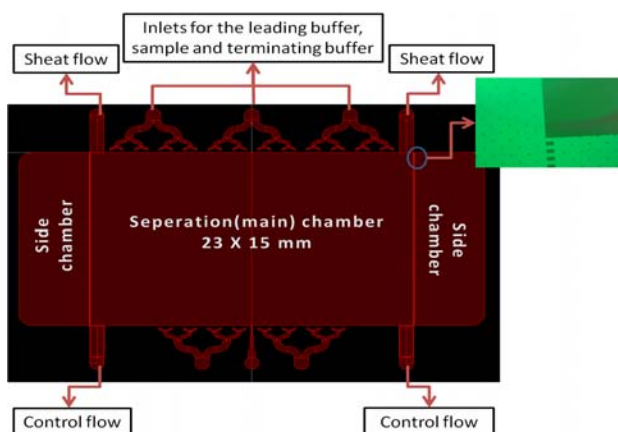 Inlets for the leading buffer,
sample and terminating buffer
Sheat flow
Sheat flow
Side
chamber
Seperation(main) chamber
23 X 15 mm
Side
chamber
Control flow
Control flow